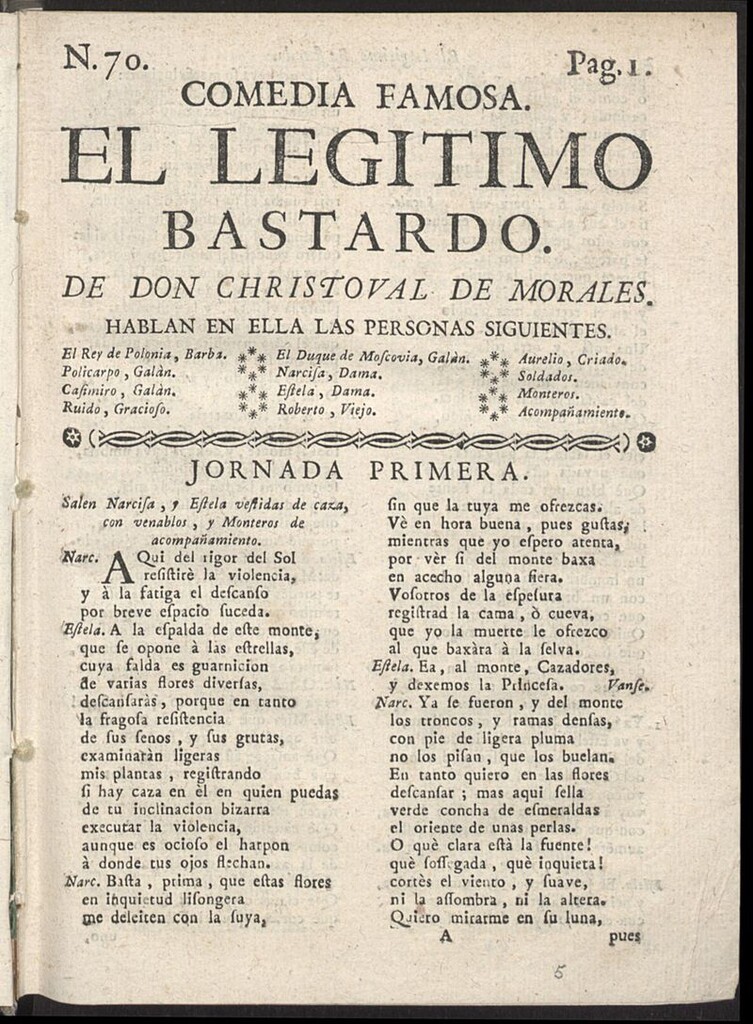 N.70.
Pag.1.
COMEDIA FAMOSA.
EL LEGITIMO
BASTARDO.
DE DON CHRISTOVAL DE MORALES.
HABLAN EN ELLA LAS PERSONAS SIGUIENTES.
El Rey de Polonia, Barba.
Policarpo, Galàn.
Casimiro, Galàn.
Ruido, Gracioso.
El Duque de Moscovia, Galàn.
Narcisa, Dama.
Estela, Dama.
Roberto, Viejo.
Aurelio, Criado.
Soldados.
Monteros.
Acompañamiento.
JORNADA PRIMERA.
Salen Narcisa, y Estela vestidas de caza,
con venablos, y Monteros de
acompañamiento.
Narc. AQui del rigor del Sol
resistirè la violencia,
y à la fatiga el descanso
por breve espacio suceda.
Estela. A la espalda de este monte,
que se opone à las estrellas,
cuya falda es guarnicion
de varias flores diversas,
descansaràs, porque en tanto
la fragosa resistencia
de sus senos, y sus grutas,
examinaràn ligeras
mis plantas, registrando
si hay caza en èl en quien puedas
de tu inclinacion bizarra
executar la violencia,
aunque es ocioso el harpon
à donde tus ojos flechan.
Narc. Basta, prima, que estas flores
en inquietud lisongera
me deleiten con la suya,
sin que la tuya me ofrezcas.
Vè en hora buena, pues gustas,
mientras que yo espero atenta,
por vèr si del monte baxa
en acecho alguna fiera.
Vosotros de la espesura
registrad la cama, ò cueva,
que yo la muerte le ofrezco
al que baxàra à la selva.
Estela. Ea, al monte, Cazadores,
y dexemos la Princesa. Vanse.
Narc. Ya se fueron, y del monte
los troncos, y ramas densas,
con pie de ligera pluma
no los pisan, que los buelan.
En tanto quiero en las flores
descansar; mas aqui sella
verde concha de esmeraldas
el oriente de unas perlas.
O què clara està la fuente!
què sossegada, què inquieta!
cortès el viento, y suave,
ni la assombra, ni la altera.
Quiero mirarme en su luna,
A
pues
5